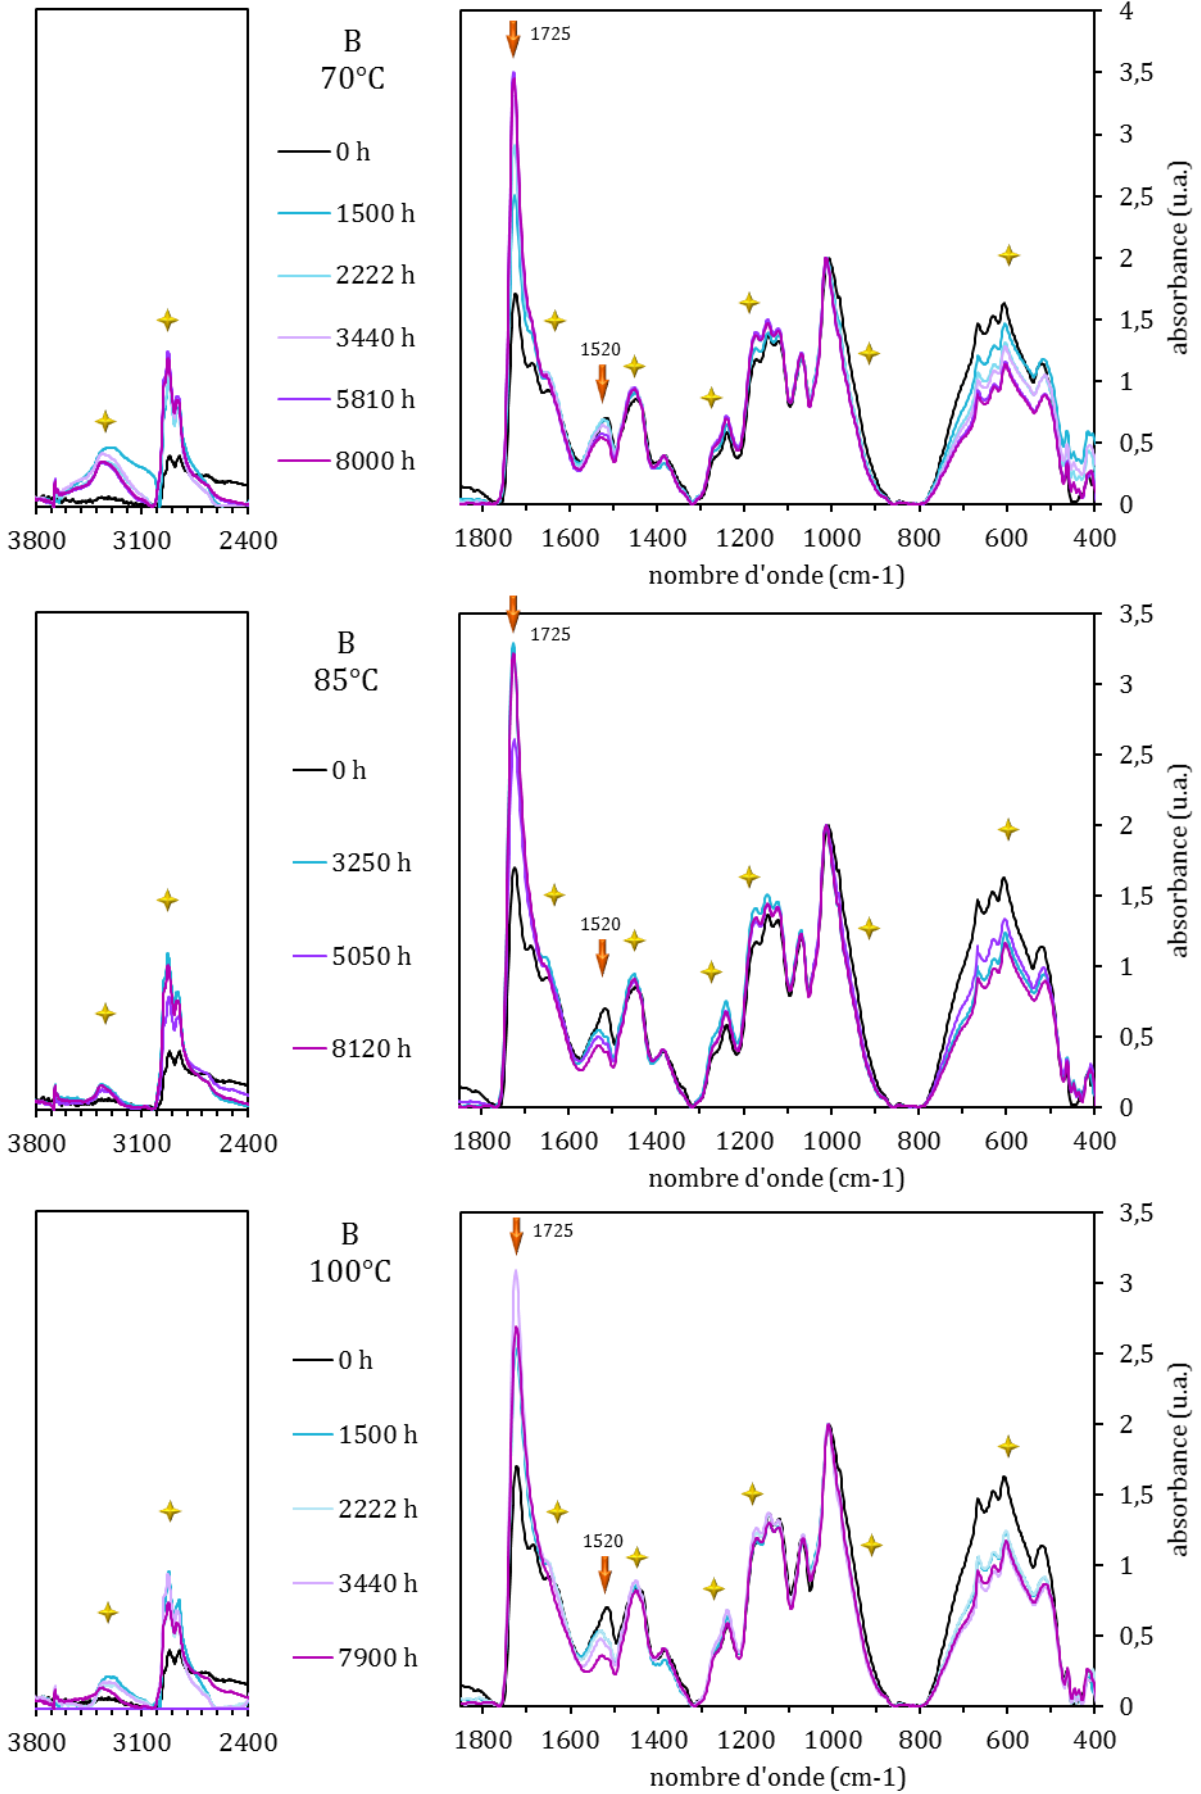 B
70°C
0 h
1500 h
2222 h
3440 h
5810 h
8000 h
3800 3100 2400
1725
1520
4
3,5
3
2,5
2
1,5
1
0,5
0
absorbance (u.a.)
1800 1600 1400 1200 1000 800 600 400
nombre d'onde (cm-1)
B
85°C
0 h
3250 h
5050 h
8120 h
3800 3100 2400
1725
1520
3,5
3
2,5
2
1,5
1
0,5
0
absorbance (u.a.)
1800 1600 1400 1200 1000 800 600 400
nombre d'onde (cm-1)
B
100°C
0 h
1500 h
2222 h
3440 h
7900 h
3800 3100 2400
1725
1520
3,5
3
2,5
2
1,5
1
0,5
0
absorbance (u.a.)
1800 1600 1400 1200 1000 800 600 400
nombre d'onde (cm-1)